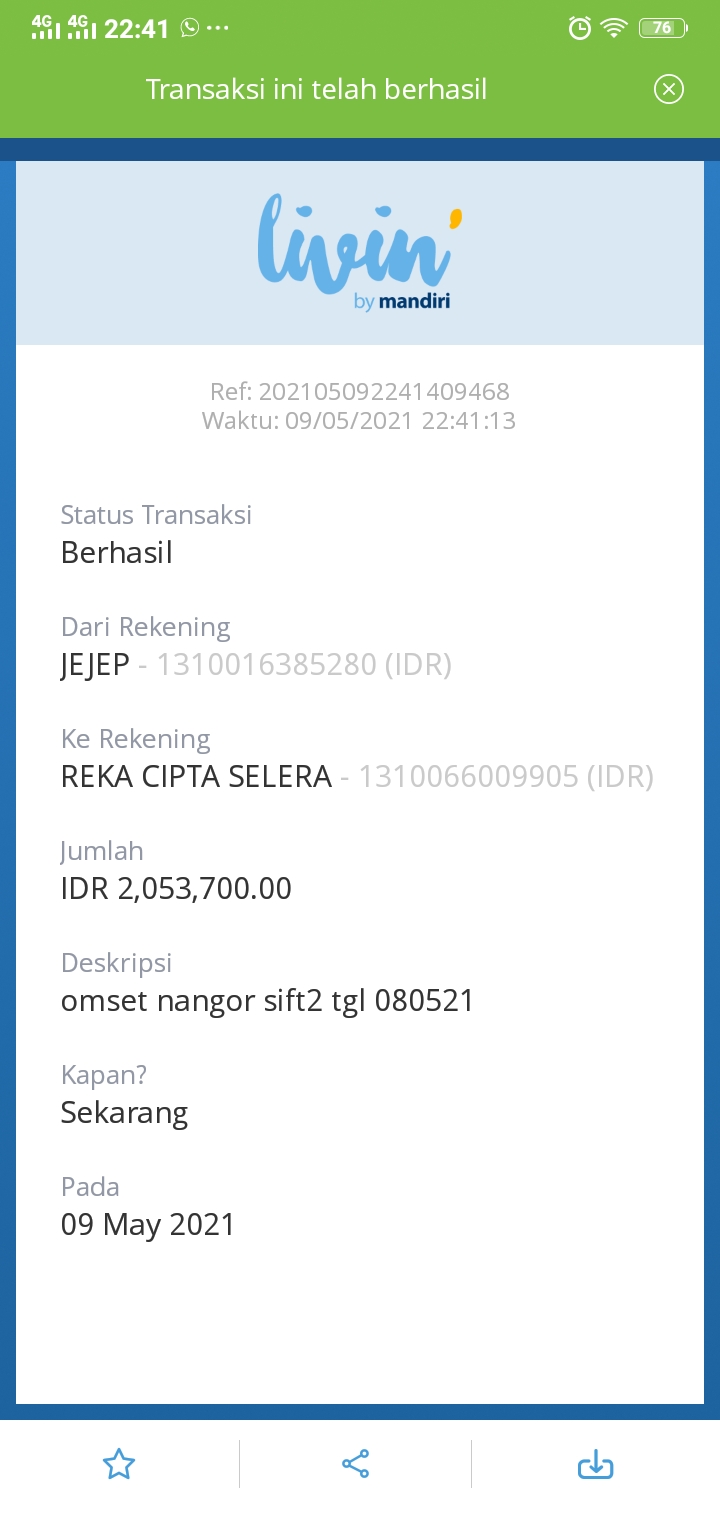 4G 4G 22:41 76
Transaksi ini telah berhasil
livin'
by mandiri
Ref: 202105092241409468
Waktu: 09/05/2021 22:41:13
Status Transaksi
Berhasil
Dari Rekening
JEJEP - 1310016385280 (IDR)
Ke Rekening
REKA CIPTA SELERA - 1310066009905 (IDR)
Jumlah
IDR 2,053,700.00
Deskripsi
omset nangor sift2 tgl 080521
Kapan?
Sekarang
Pada
09 May 2021